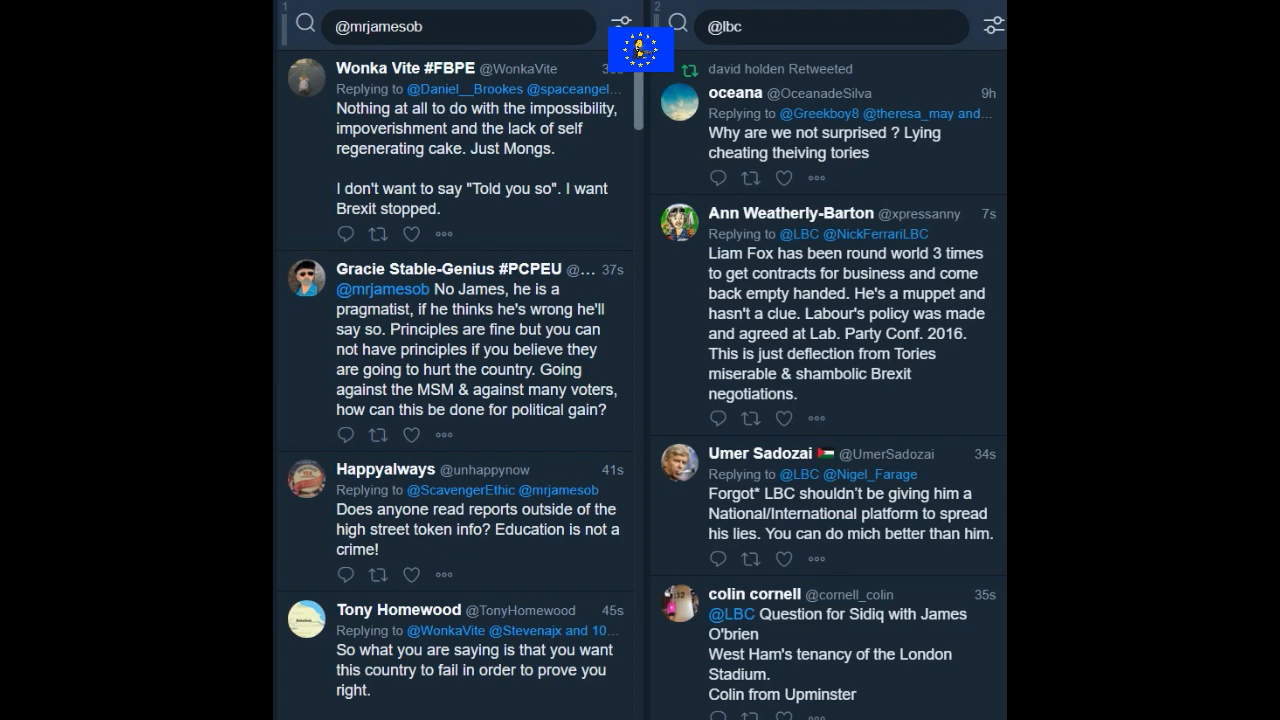 1
@mrjamesob
Wonka Vite #FBPE @WonkaVite
Replying to @Daniel__Brookes @spaceangel...
Nothing at all to do with the impossibility,
impoverishment and the lack of self
regenerating cake. Just Mongs.
I don't want to say "Told you so". I want
Brexit stopped.
Gracie Stable-Genius #PCPEU @... 37s
@mrjamesob No James, he is a
pragmatist, if he thinks he's wrong he'll
say so. Principles are fine but you can
not have principles if you believe they
are going to hurt the country. Going
against the MSM & against many voters,
how can this be done for political gain?
Happyalways @unhappynow 41s
Replying to @ScavengerEthic @mrjamesob
Does anyone read reports outside of the
high street token info? Education is not a
crime!
Tony Homewood @TonyHomewood 45s
Replying to @WonkaVite @Stevenajx and 10...
So what you are saying is that you want
this country to fail in order to prove you
right.
2
@lbc
david holden Retweeted
oceana @OceanadeSilva 9h
Replying to @Greekboy8 @theresa_may and...
Why are we not surprised ? Lying
cheating theiving tories
Ann Weatherly-Barton @xpressanny 7s
Replying to @LBC @NickFerrariLBC
Liam Fox has been round world 3 times
to get contracts for business and come
back empty handed. He's a muppet and
hasn't a clue. Labour's policy was made
and agreed at Lab. Party Conf. 2016.
This is just deflection from Tories
miserable & shambolic Brexit
negotiations.
Umer Sadozai @UmerSadozai 34s
Replying to @LBC @Nigel_Farage
Forgot* LBC shouldn't be giving him a
National/International platform to spread
his lies. You can do mich better than him.
colin cornell @cornell_colin 35s
@LBC Question for Sidiq with James
O'brien
West Ham's tenancy of the London
Stadium.
Colin from Upminster